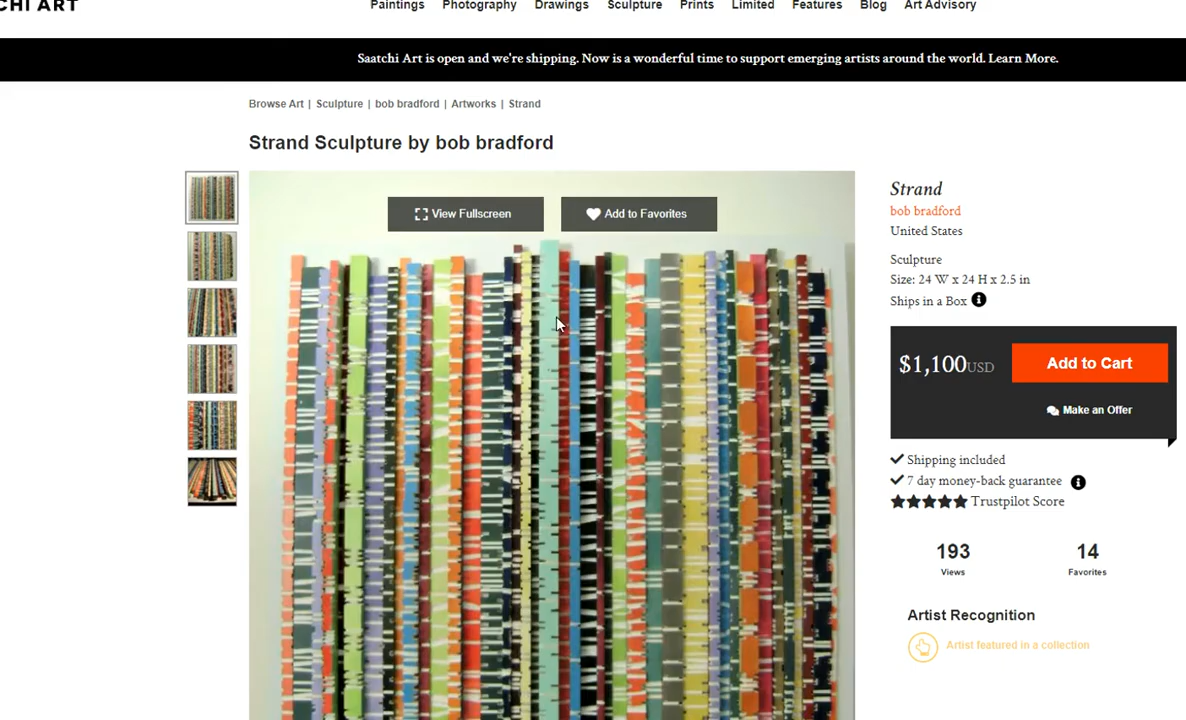 CHI ART
Paintings Photography Drawings Sculpture Prints Limited Features Blog Art Advisory
Saatchi Art is open and we're shipping. Now is a wonderful time to support emerging artists around the world. Learn More.
Browse Art | Sculpture | bob bradford | Artworks | Strand
Strand Sculpture by bob bradford
View Fullscreen
Add to Favorites
Strand
bob bradford
United States
Sculpture
Size: 24 W x 24 H x 2.5 in
Ships in a Box
$1,100USD
Add to Cart
Make an Offer
Shipping included
7 day money-back guarantee
Trustpilot Score
193
Views
14
Favorites
Artist Recognition
Artist featured in a collection